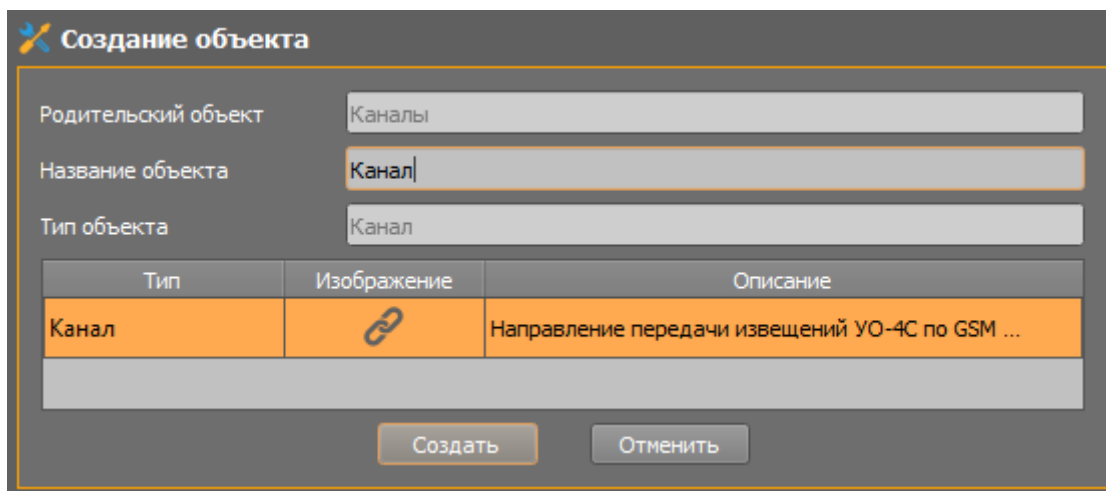 Создание объекта
Родительский объект Каналы
Название объекта Канал
Тип объекта Канал
Тип Изображение Описание
Канал Направление передачи извещений УО-4С по GSM ...
Создать Отменить